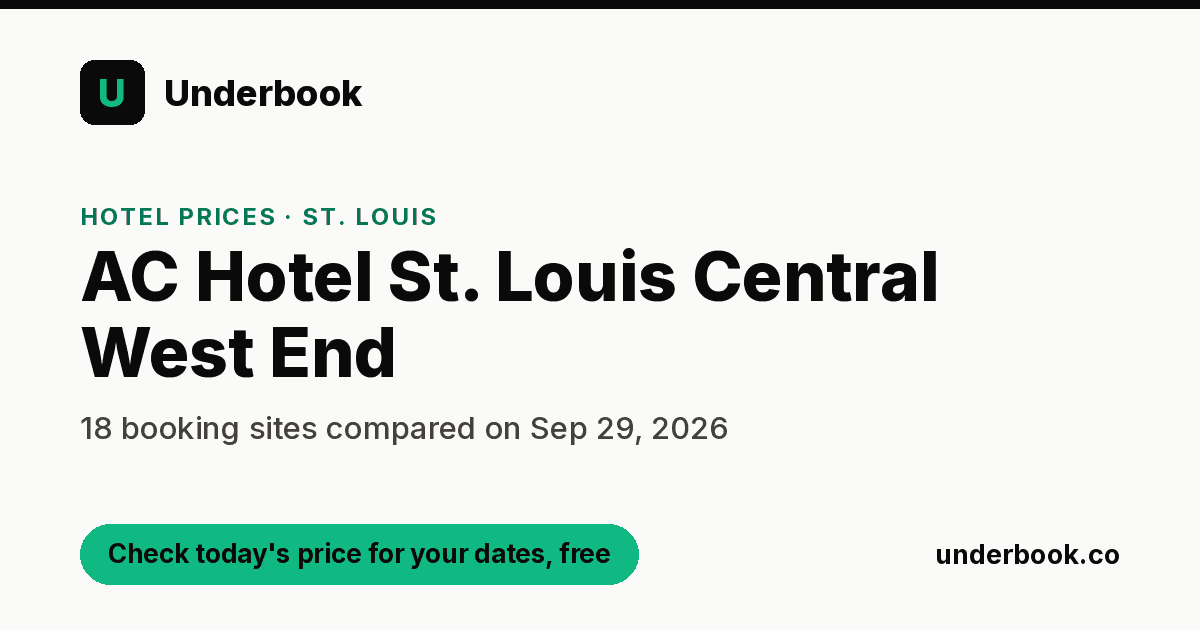 U Underbook
HOTEL PRICES · ST. LOUIS
AC Hotel St. Louis Central
West End
18 booking sites compared on Sep 29, 2026
Check today's price for your dates, free
underbook.co